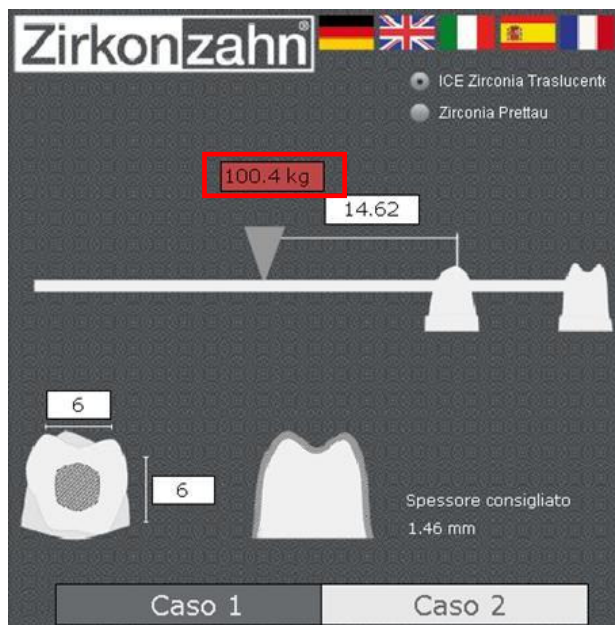 Zirkonzahn®
ICE Zirconia Traslucente
Zirconia Prettau
100.4 kg
14.62
6
6
Spessore consigliato
1.46 mm
Caso 1
Caso 2